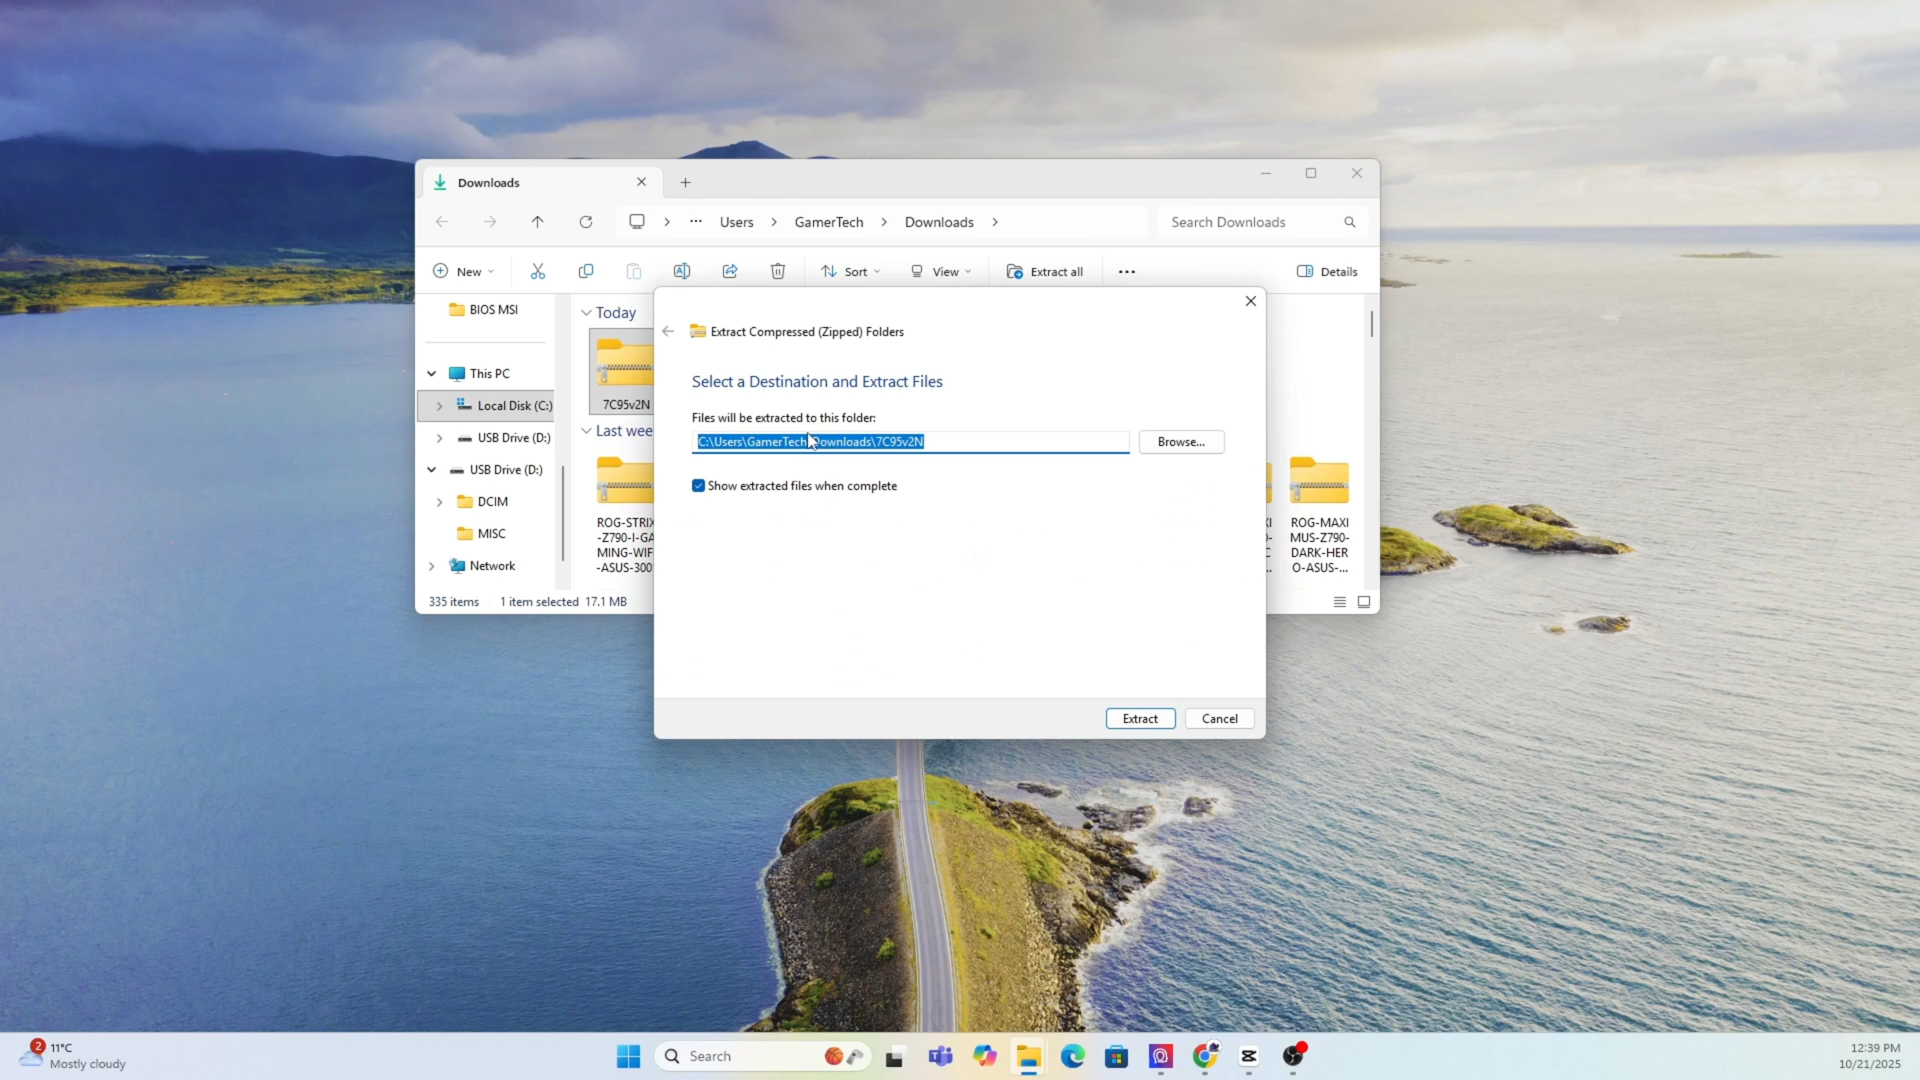 Downloads
Users
GamerTech
Downloads
Search Downloads
New
Sort
View
Extract all
Details
BIOS MSI
This PC
Local Disk (C:)
USB Drive (D:)
USB Drive (D:)
DCIM
MISC
Network
Today
7C95v2N
Last wee
ROG-STRIX
-Z790-I-GA
MING-WIF
-ASUS-300
ROG-MAXI
MUS-Z790-
DARK-HER
O-ASUS-...
335 items
1 item selected 17.1 MB
Extract Compressed (Zipped) Folders
Select a Destination and Extract Files
Files will be extracted to this folder:
C:\Users\GamerTech\Downloads\7C95v2N
Browse...
Show extracted files when complete
Extract
Cancel
2
11°C
Mostly cloudy
Search
12:39 PM
10/21/2025